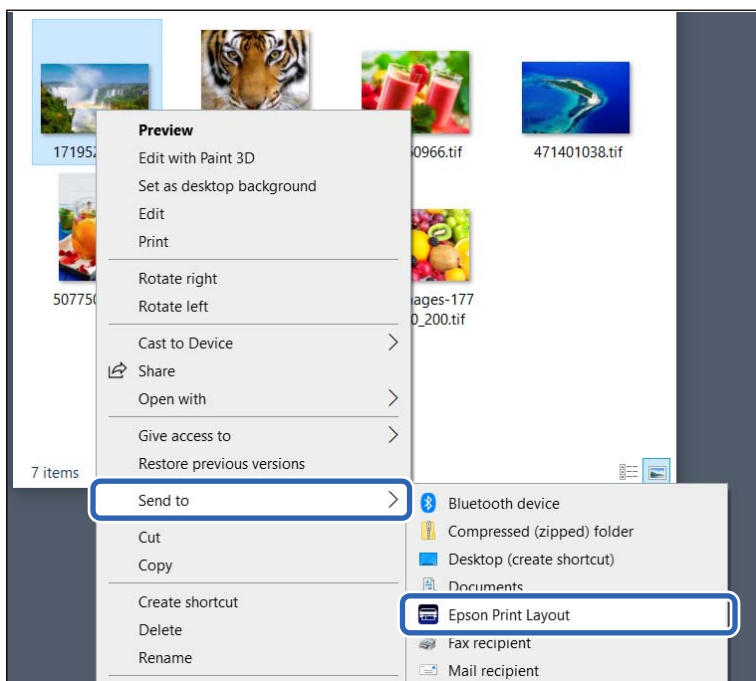 17195
0966.tif
471401038.tif
Preview
Edit with Paint 3D
Set as desktop background
Edit
Print
Rotate right
Rotate left
507750
ages-177
0_200.tif
Cast to Device
Share
Open with
Give access to
Restore previous versions
7 items
Send to
Cut
Copy
Create shortcut
Delete
Rename
Bluetooth device
Compressed (zipped) folder
Desktop (create shortcut)
Documents
Epson Print Layout
Fax recipient
Mail recipient